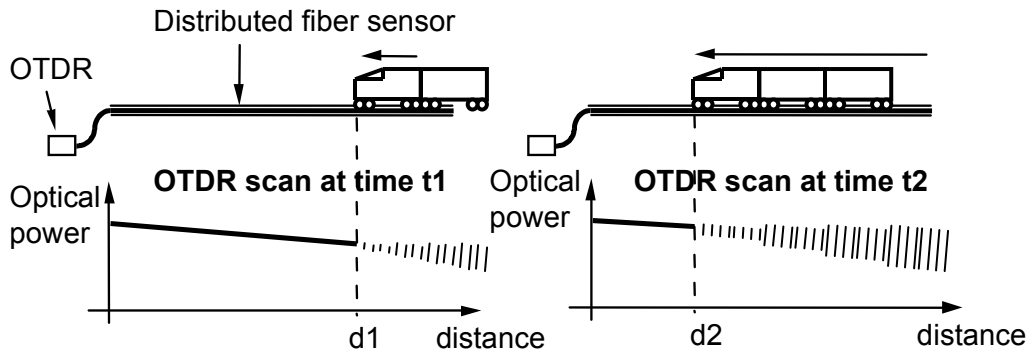 Distributed fiber sensor
OTDR
OTDR scan at time t1
Optical
power
d1
distance
OTDR scan at time t2
Optical
power
d2
distance